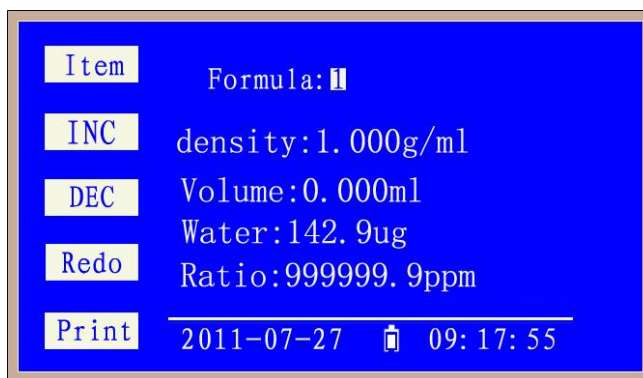 Item
Formula:1
INC
density:1.000g/ml
DEC
Volume:0.000ml
Water:142.9ug
Redo
Ratio:999999.9ppm
Print
2011-07-27 09:17:55